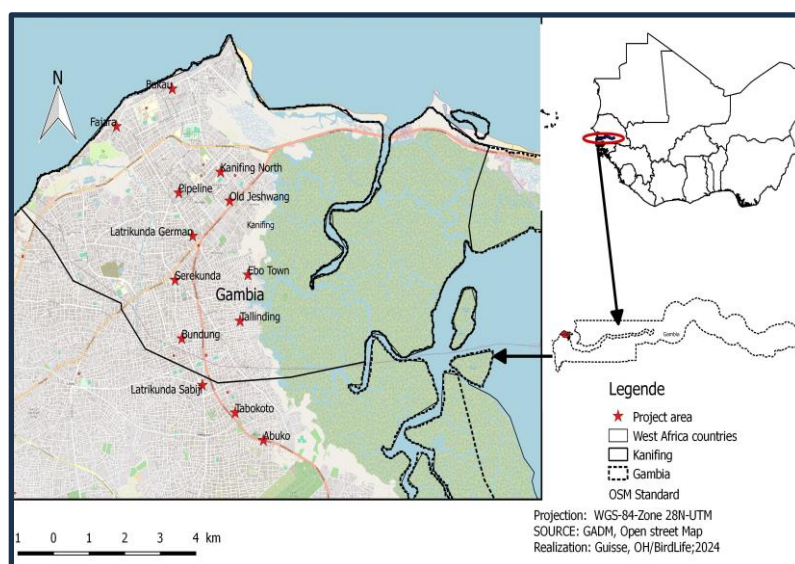 N
Bakau
Fajara
Kanifing North
Pipeline
Old Jeshwang
Latrikunda German
Kanifing
Serekunda
Ebo Town
Gambia
Tallinding
Bundung
Latrikunda Sabiji
Tabokoto
Abuko
1 0 1 2 3 4 km
Gambia
Legende
Project area
West Africa countries
Kanifing
Gambia
OSM Standard
Projection: WGS-84-Zone 28N-UTM
SOURCE: GADM, Open street Map
Realization: Guisse, OH/BirdLife;2024